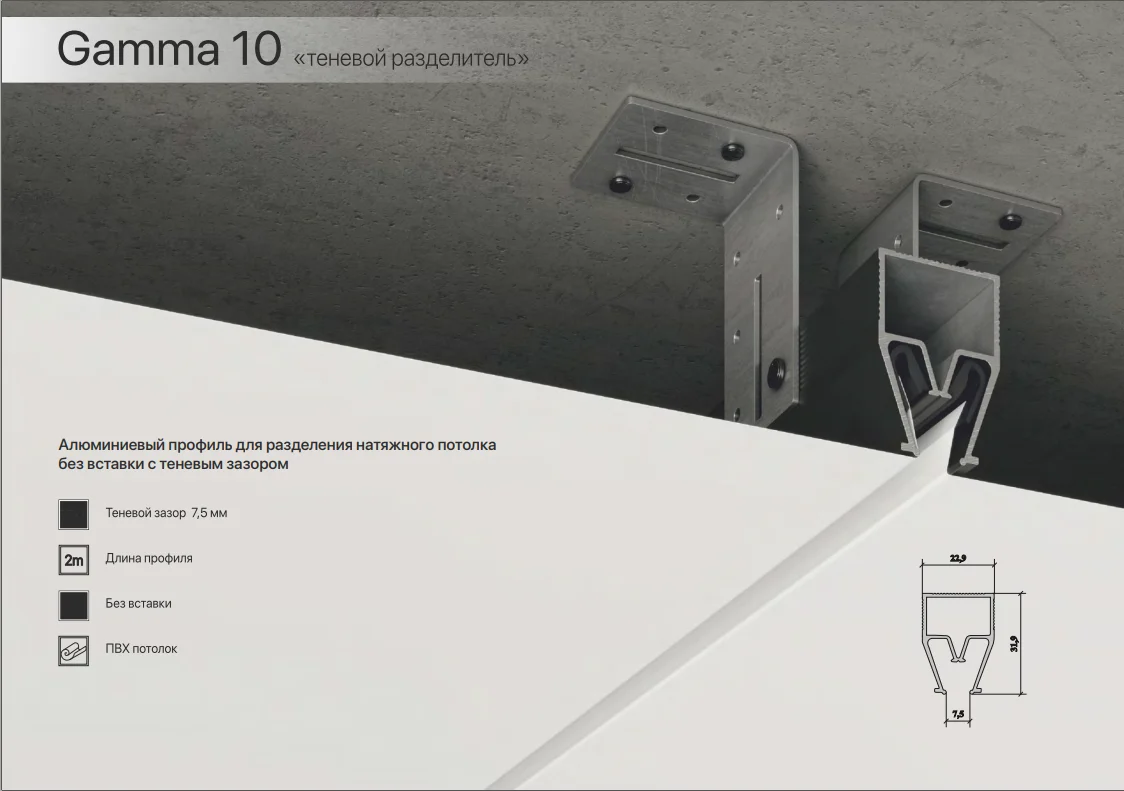 Gamma 10 «теневой разделитель»
Алюминиевый профиль для разделения натяжного потолка
без вставки с теневым зазором
Теневой зазор 7,5 мм
2m Длина профиля
Без вставки
ПВХ потолок
22,9
31,9
7,5